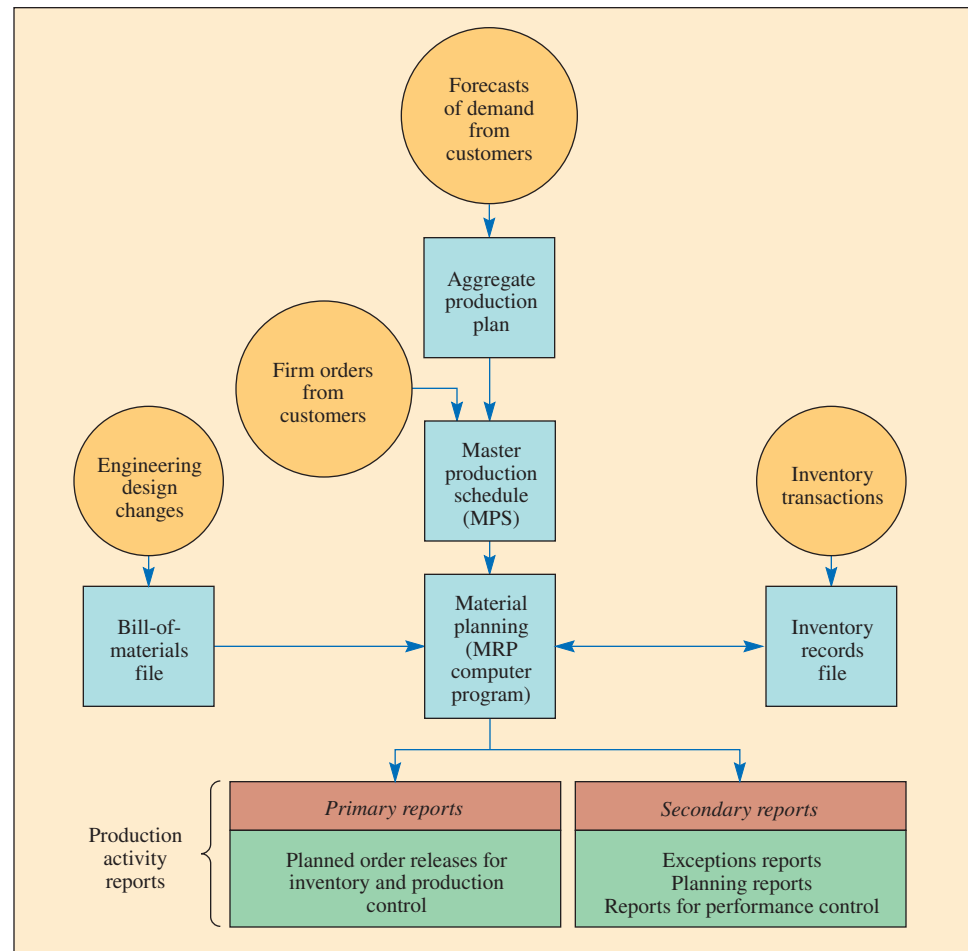 Forecasts
of demand
from
customers
Aggregate
production
plan
Firm orders
from
customers
Master
production
schedule
(MPS)
Engineering
design
changes
Inventory
transactions
Bill-of-
materials
file
Material
planning
(MRP
computer
program)
Inventory
records
file
Production
activity
reports
Primary reports
Planned order releases for
inventory and production
control
Secondary reports
Exceptions reports
Planning reports
Reports for performance control